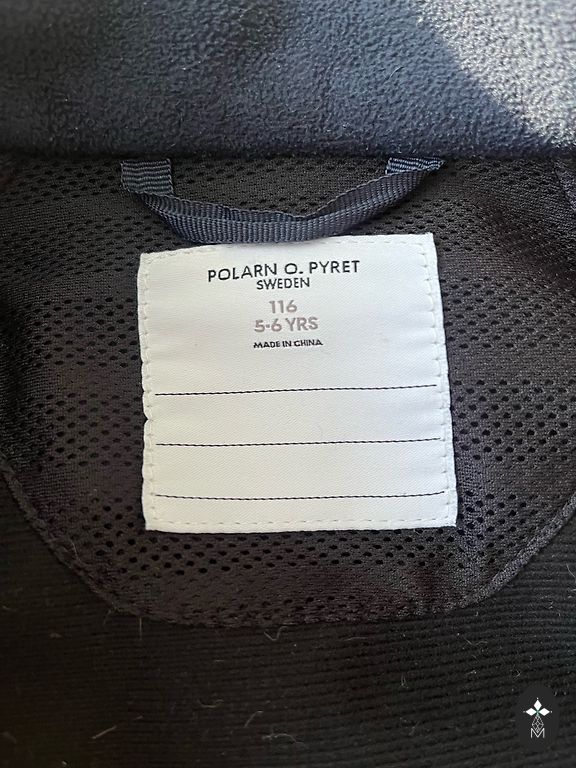 POLARN O. PYRET
SWEDEN
116
5-6 YRS
MADE IN CHINA
M